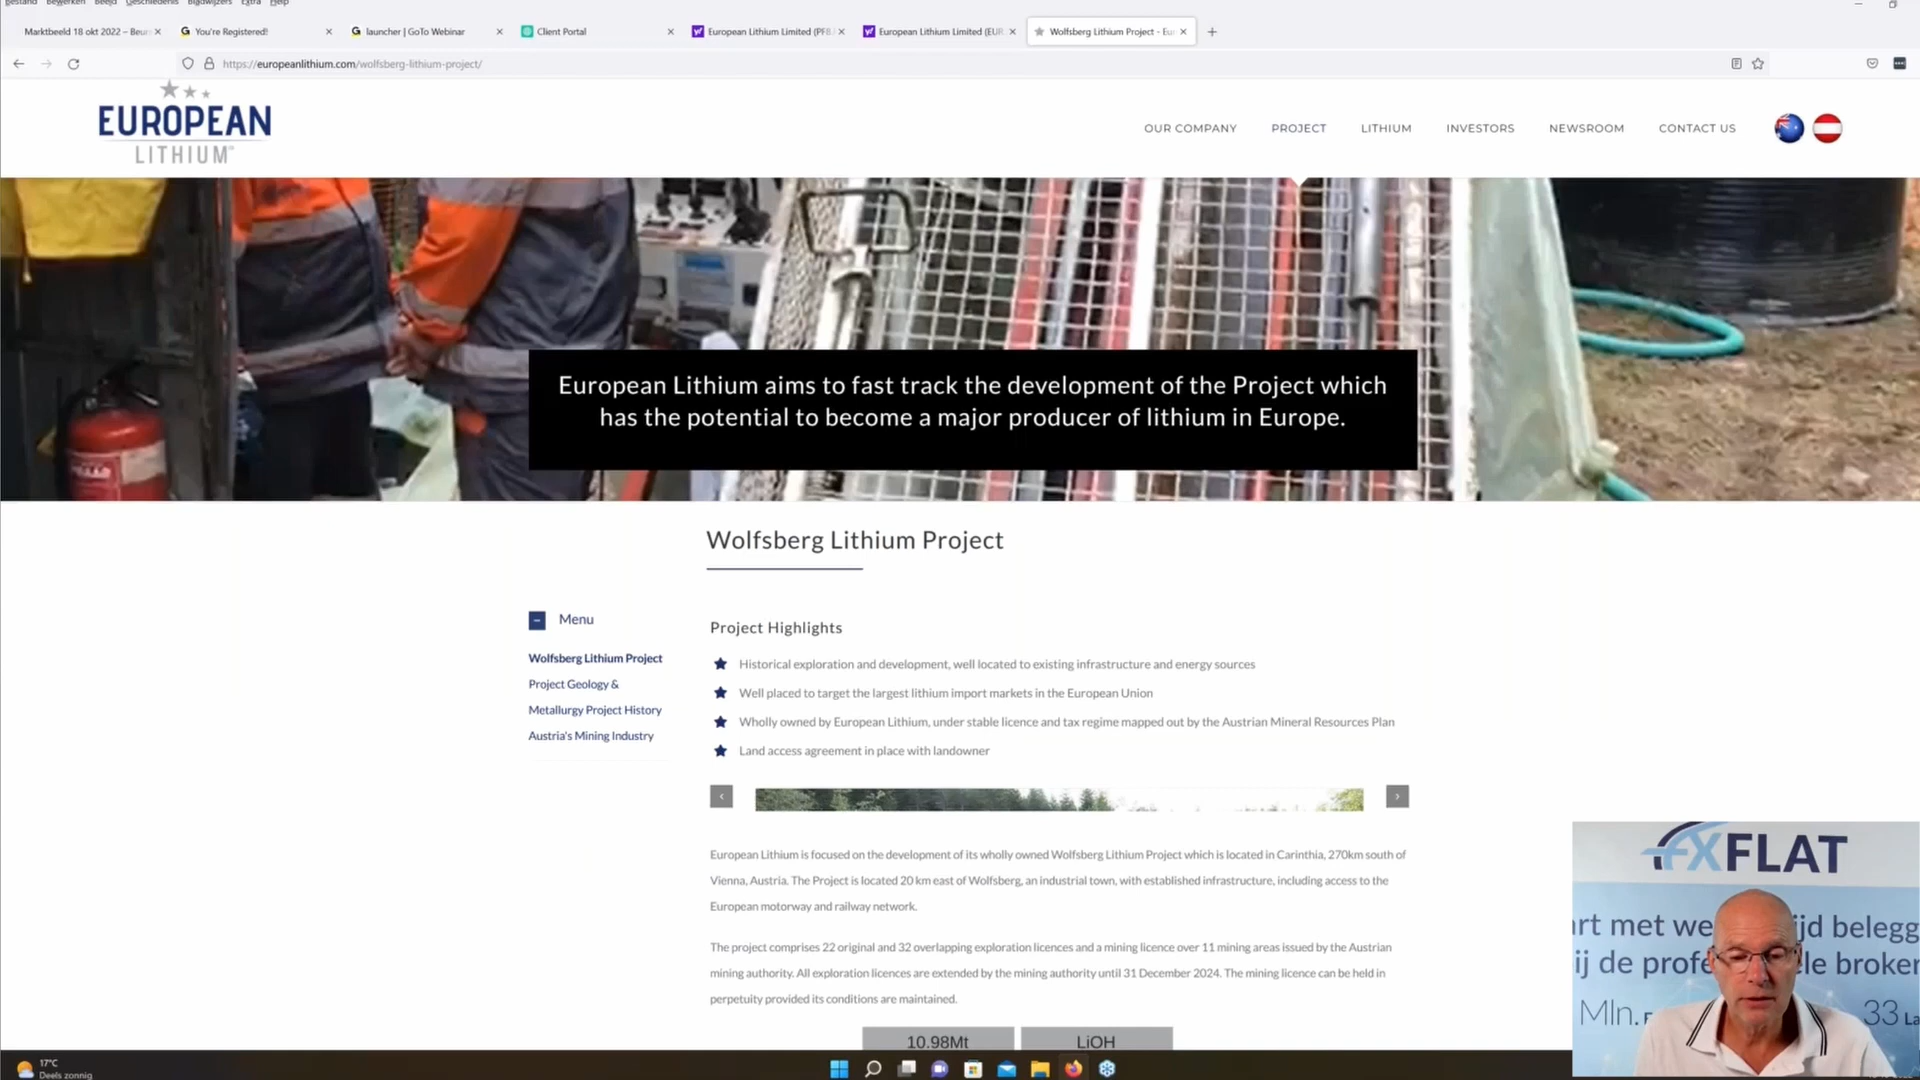 Bestand Bewerken Beeld Geschiedenis Bladwijzers Extra Help
Marktbeeld 18 okt 2022 – Beur
You're Registered!
launcher | GoTo Webinar
Client Portal
European Lithium Limited (PF8.
European Lithium Limited (EUR.
Wolfsberg Lithium Project - Eur
https://europeanlithium.com/wolfsberg-lithium-project/
EUROPEAN
LITHIUM
OUR COMPANY
PROJECT
LITHIUM
INVESTORS
NEWSROOM
CONTACT US
European Lithium aims to fast track the development of the Project which
has the potential to become a major producer of lithium in Europe.
Wolfsberg Lithium Project
Menu
Wolfsberg Lithium Project
Project Geology &
Metallurgy Project History
Austria's Mining Industry
Project Highlights
Historical exploration and development, well located to existing infrastructure and energy sources
Well placed to target the largest lithium import markets in the European Union
Wholly owned by European Lithium, under stable licence and tax regime mapped out by the Austrian Mineral Resources Plan
Land access agreement in place with landowner
European Lithium is focused on the development of its wholly owned Wolfsberg Lithium Project which is located in Carinthia, 270km south of
Vienna, Austria. The Project is located 20 km east of Wolfsberg, an industrial town, with established infrastructure, including access to the
European motorway and railway network.
The project comprises 22 original and 32 overlapping exploration licences and a mining licence over 11 mining areas issued by the Austrian
mining authority. All exploration licences are extended by the mining authority until 31 December 2024. The mining licence can be held in
perpetuity provided its conditions are maintained.
10.98Mt
LiOH
FXFLAT
rt met we jd belegg
ij de profe le broker
Mln. 33 La
17°C
Deels zonnig